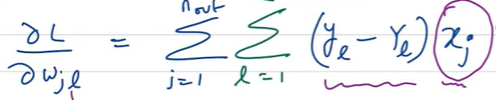 ∂L/∂w_{jl} = Σ_{j=1}^{n_out} Σ_{l=1} (y_l − Y_l) x_j